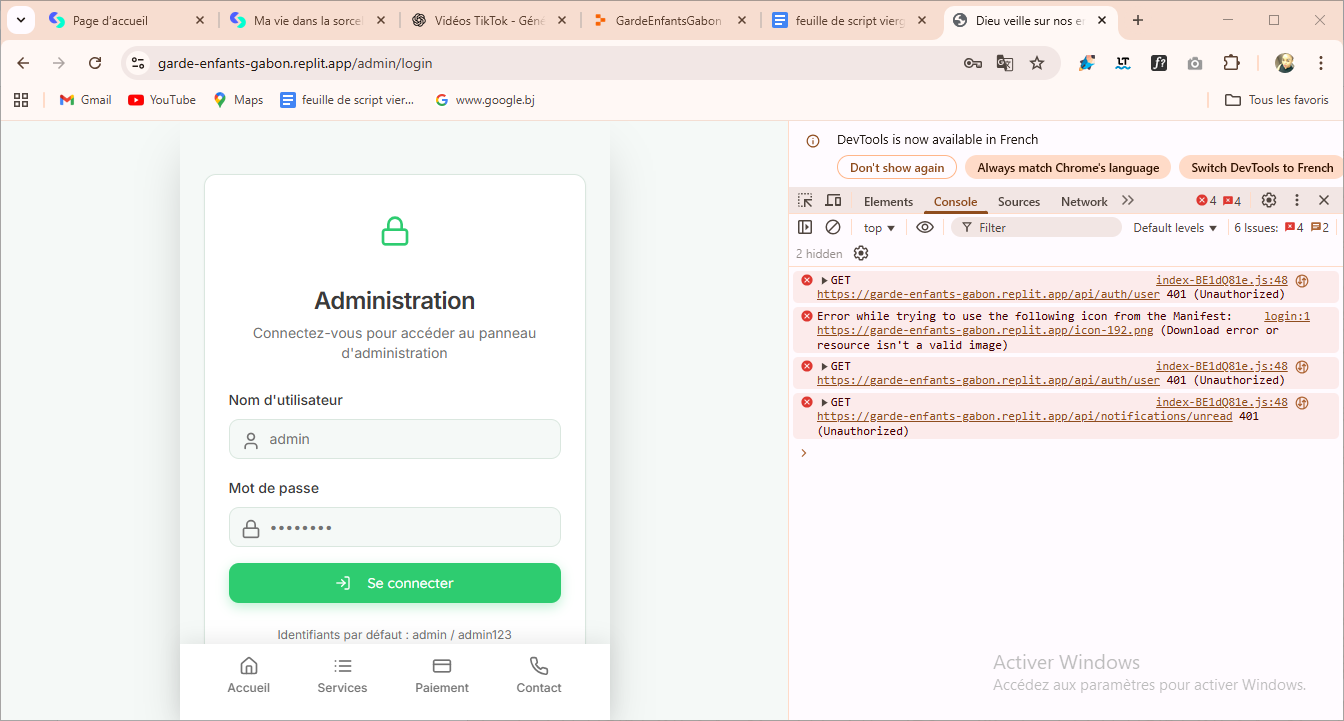 Page d'accueil
Ma vie dans la sorcel
Vidéos TikTok - Géné
GardeEnfantsGabon
feuille de script vierg
Dieu veille sur nos en
garde-enfants-gabon.replit.app/admin/login
Gmail
YouTube
Maps
feuille de script vier...
www.google.bj
Tous les favoris
Administration
Connectez-vous pour accéder au panneau
d'administration
Nom d'utilisateur
admin
Mot de passe
••••••••
Se connecter
Identifiants par défaut : admin / admin123
Accueil
Services
Paiement
Contact
DevTools is now available in French
Don't show again
Always match Chrome's language
Switch DevTools to French
Elements
Console
Sources
Network
4
4
top
Filter
Default levels
6 Issues:
4
2
2 hidden
GET index-BE1dQ81e.js:48
https://garde-enfants-gabon.replit.app/api/auth/user 401 (Unauthorized)
Error while trying to use the following icon from the Manifest: login:1
https://garde-enfants-gabon.replit.app/icon-192.png (Download error or
resource isn't a valid image)
GET index-BE1dQ81e.js:48
https://garde-enfants-gabon.replit.app/api/auth/user 401 (Unauthorized)
GET index-BE1dQ81e.js:48
https://garde-enfants-gabon.replit.app/api/notifications/unread 401
(Unauthorized)
Activer Windows
Accédez aux paramètres pour activer Windows.